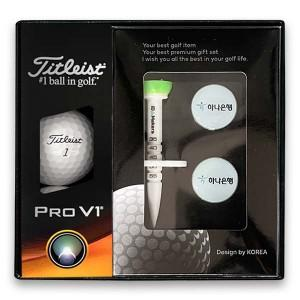 Titleist
#1 ball in golf.
Titleist
1
PRO V1
Your best golf item
Your best premium gift set
I wish you all the best in your golf life.
하나은행
하나은행
Design by KOREA